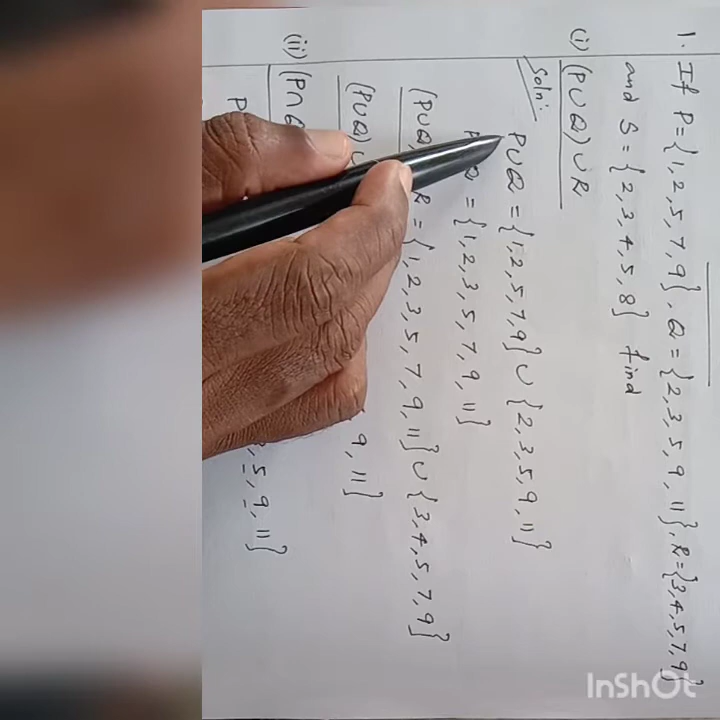 1. If P={1,2,5,7,9}, Q={2,3,5,9,11}, R={3,4,5,7,9}
and S={2,3,4,5,8} find
(i) (P∪Q)∪R
Soln:
P∪Q = {1,2,5,7,9}∪{2,3,5,9,11}
= {1,2,3,5,7,9,11}
(P∪Q) R = {1,2,3,5,7,9,11}∪{3,4,5,7,9}
(P∪Q)∪ 9,11}
(ii) (P∩
P 5,9,11}
InShOt